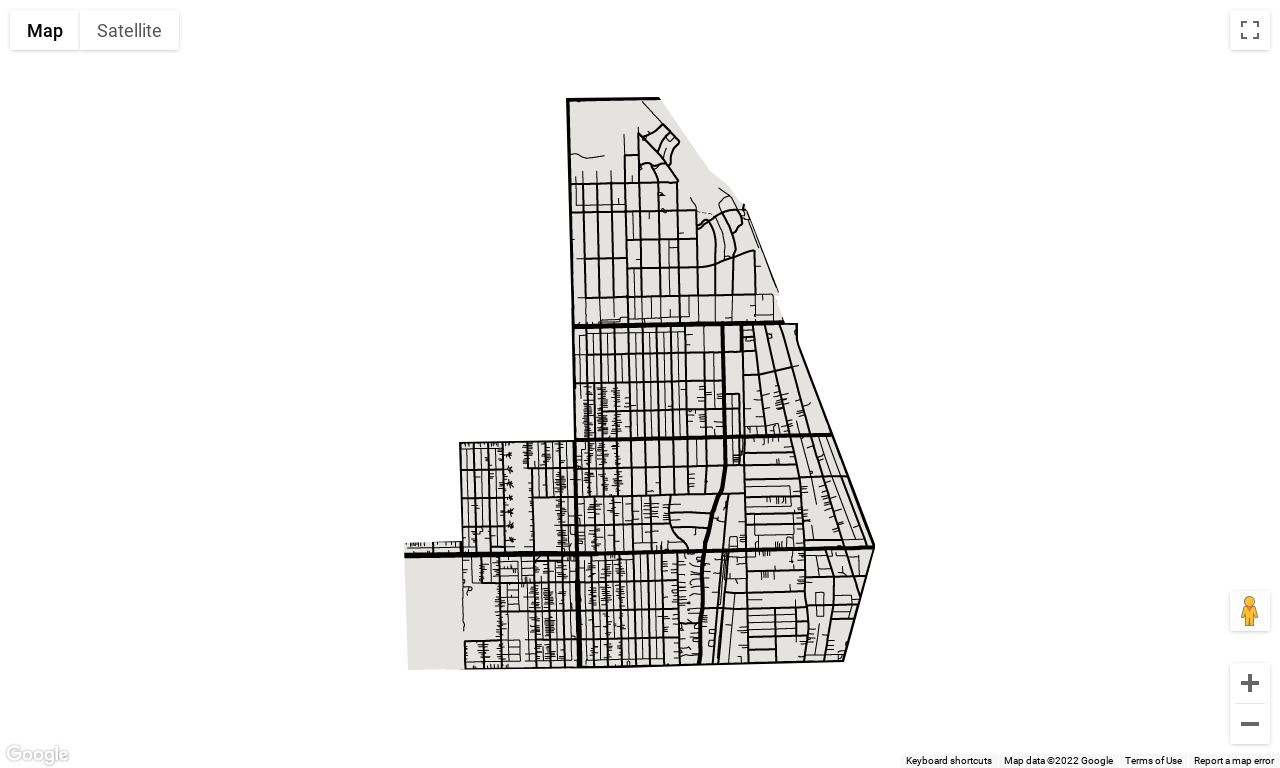 Map Satellite
Google
Keyboard shortcuts Map data ©2022 Google Terms of Use Report a map error